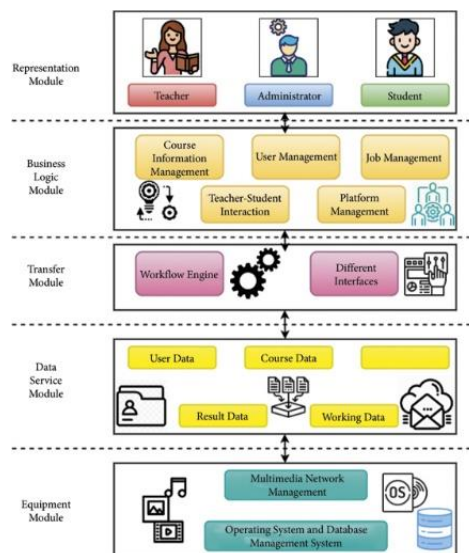 Representation
Module
Teacher
Administrator
Student
Business
Logic
Module
Course
Information
Management
User Management
Job Management
Teacher-Student
Interaction
Platform
Management
Transfer
Module
Workflow Engine
Different
Interfaces
Data
Service
Module
User Data
Course Data
Result Data
Working Data
Equipment
Module
Multimedia Network
Management
OS
Operating System and Database
Management System